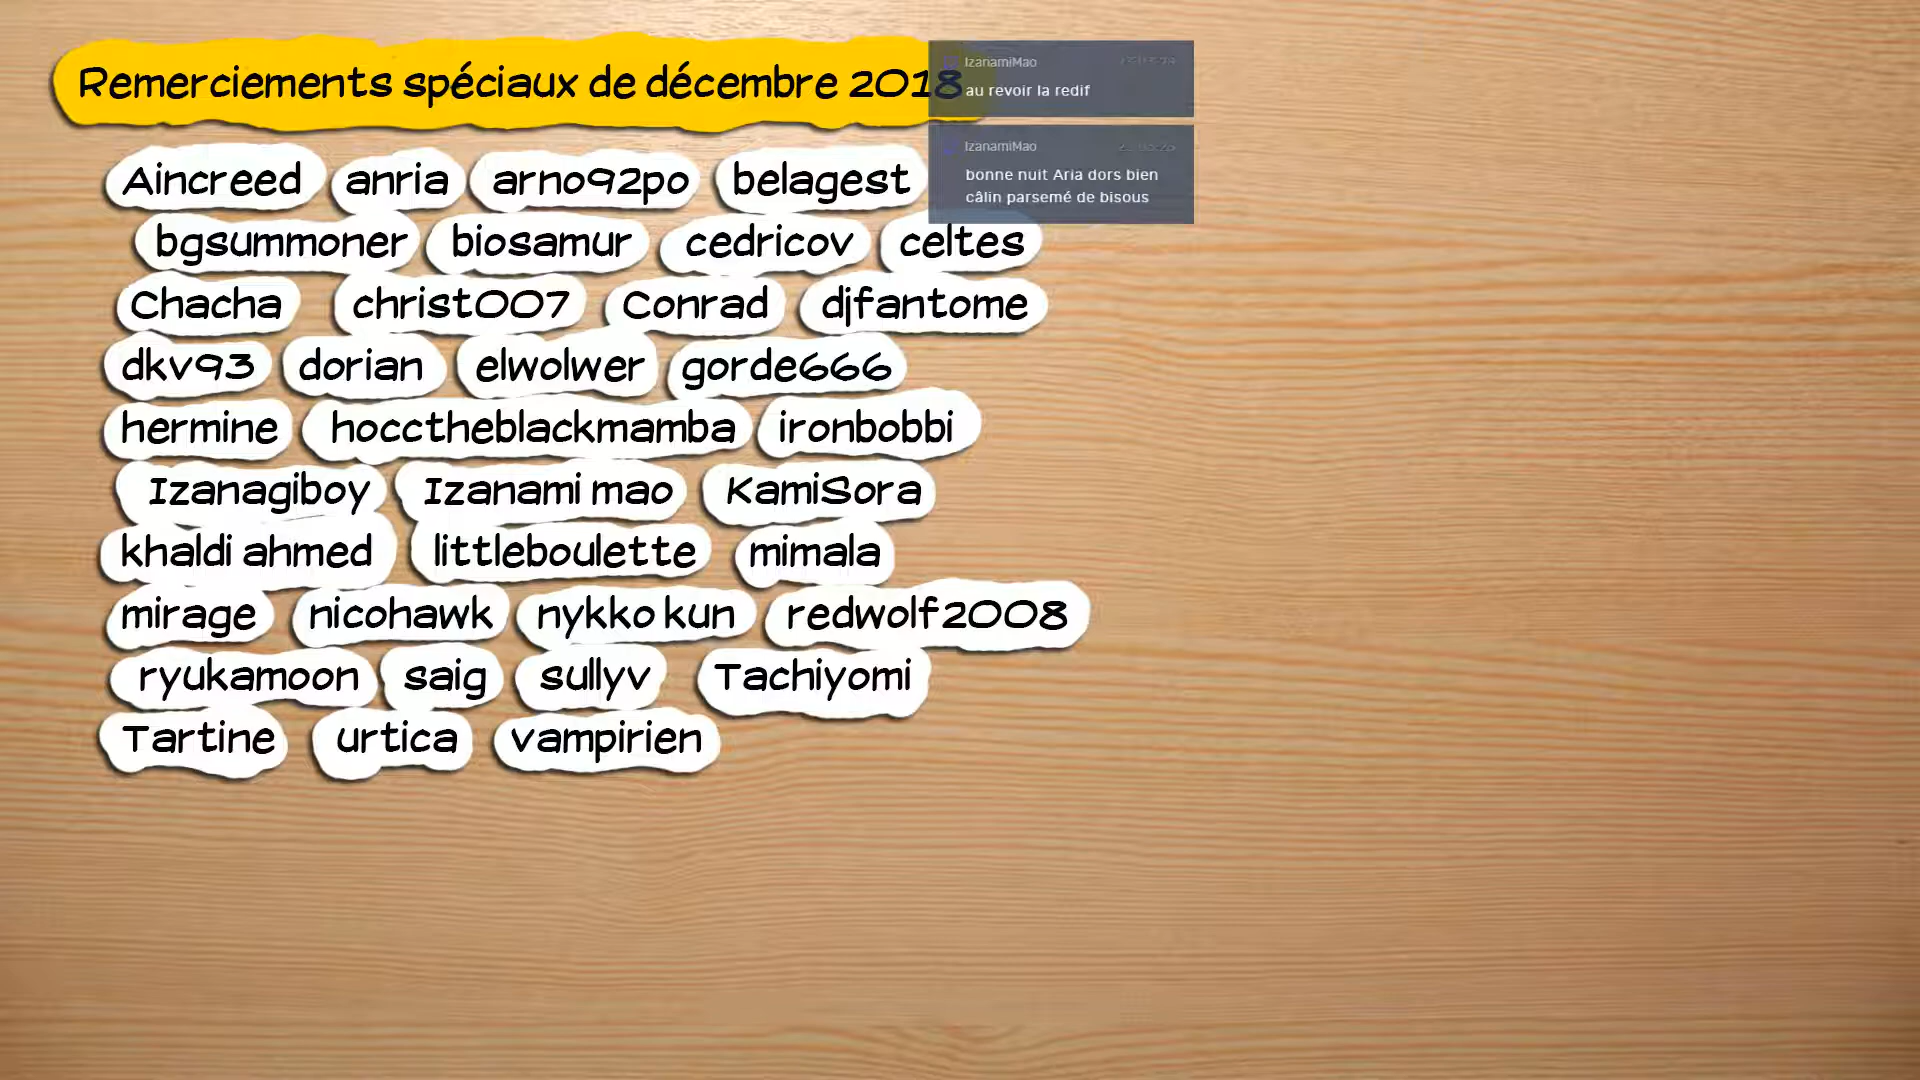 Remerciements spéciaux de décembre 2018
IzanamiMao
au revoir la redif
IzanamiMao
bonne nuit Aria dors bien
câlin parsemé de bisous
Aincreed anria arno92po belagest
bgsummoner biosamur cedricov celtes
Chacha christ007 Conrad djfantome
dkv93 dorian elwolwer gorde666
hermine hocctheblackmamba ironbobbi
Izanagiboy Izanami mao KamiSora
khaldi ahmed littleboulette mimala
mirage nicohawk nykko kun redwolf2008
ryukamoon saig sullyv Tachiyomi
Tartine urtica vampirien